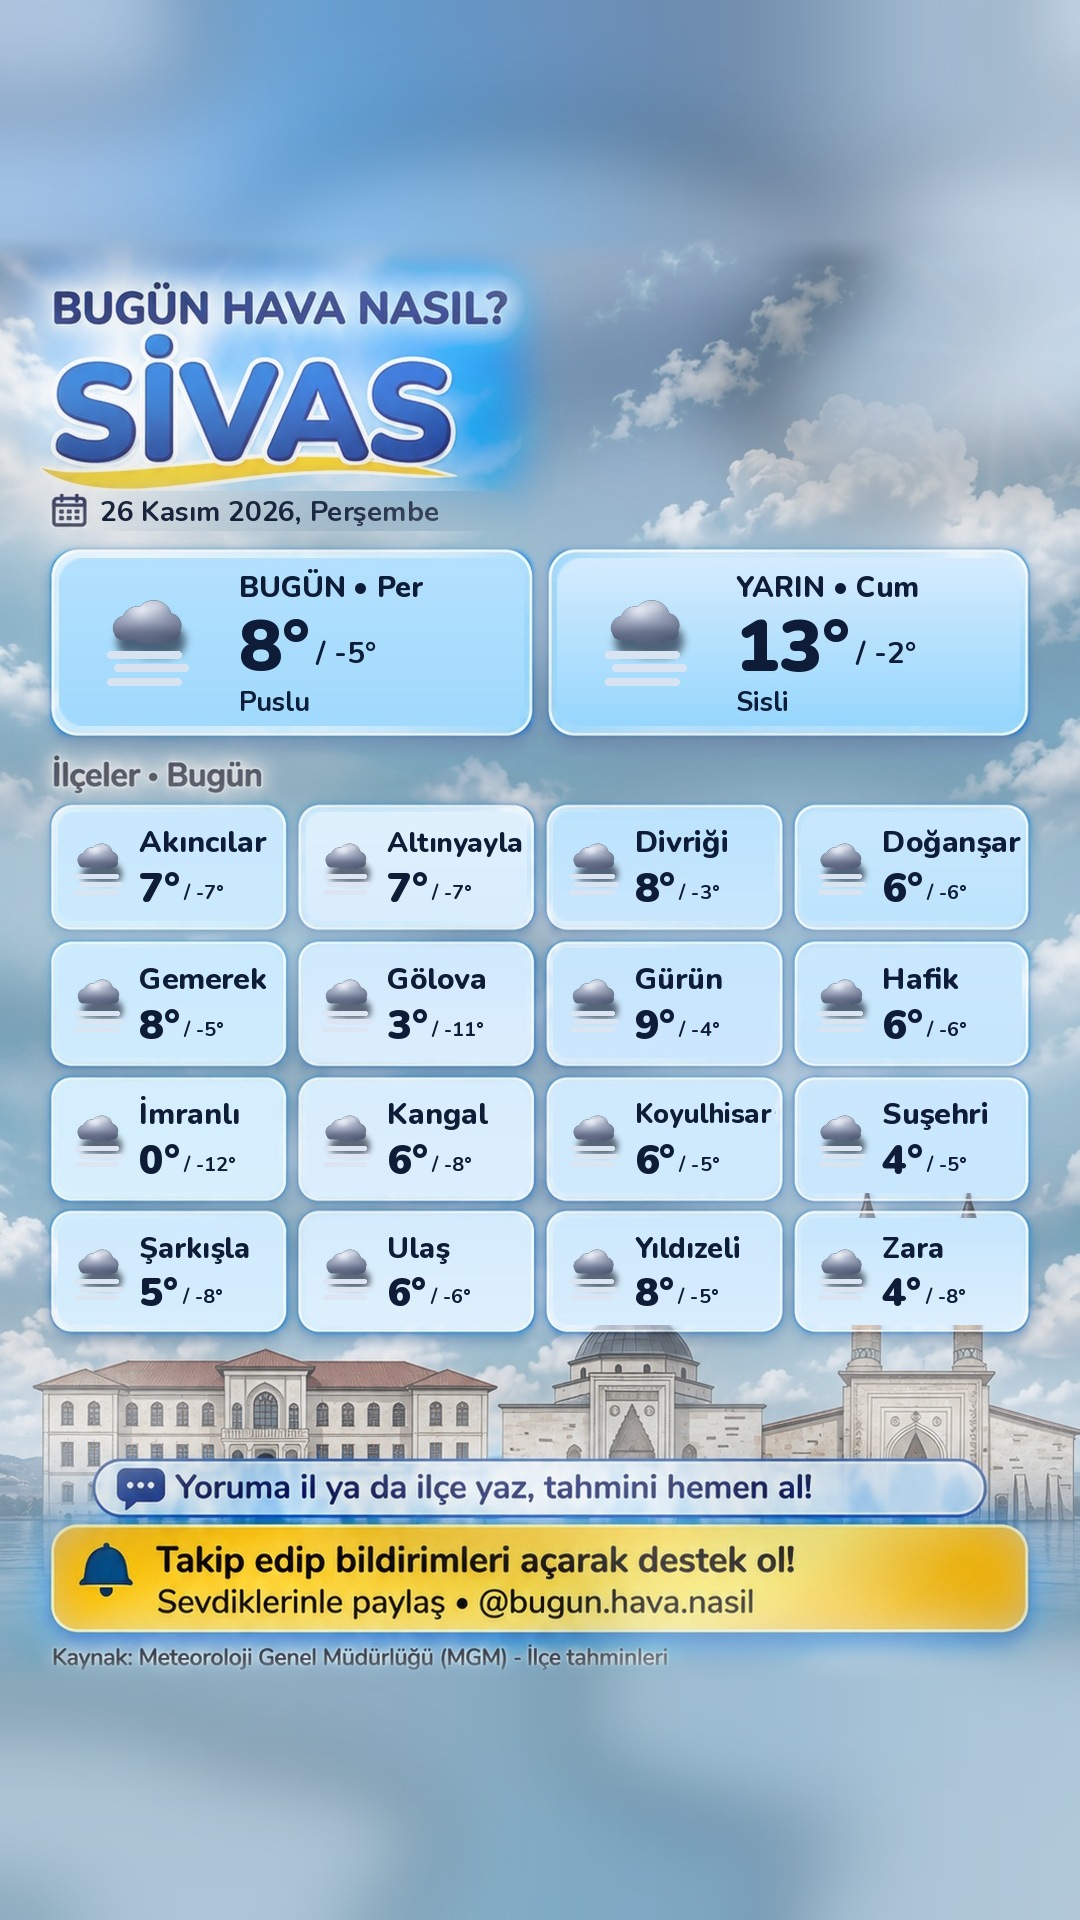 BUGÜN HAVA NASIL?
SİVAS
26 Kasım 2026, Perşembe
BUGÜN • Per
8° / -5°
Puslu
YARIN • Cum
13° / -2°
Sisli
İlçeler • Bugün
Akıncılar
7° / -7°
Altınyayla
7° / -7°
Divriği
8° / -3°
Doğanşar
6° / -6°
Gemerek
8° / -5°
Gölova
3° / -11°
Gürün
9° / -4°
Hafik
6° / -6°
İmranlı
0° / -12°
Kangal
6° / -8°
Koyulhisar
6° / -5°
Suşehri
4° / -5°
Şarkışla
5° / -8°
Ulaş
6° / -6°
Yıldızeli
8° / -5°
Zara
4° / -8°
Yoruma il ya da ilçe yaz, tahmini hemen al!
Takip edip bildirimleri açarak destek ol!
Sevdiklerinle paylaş • @bugun.hava.nasil
Kaynak: Meteoroloji Genel Müdürlüğü (MGM) - İlçe tahminleri